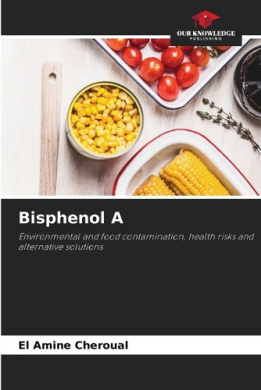 OUR KNOWLEDGE
PUBLISHING
Bisphenol A
Environmental and food contamination, health risks and
alternative solutions
El Amine Cheroual